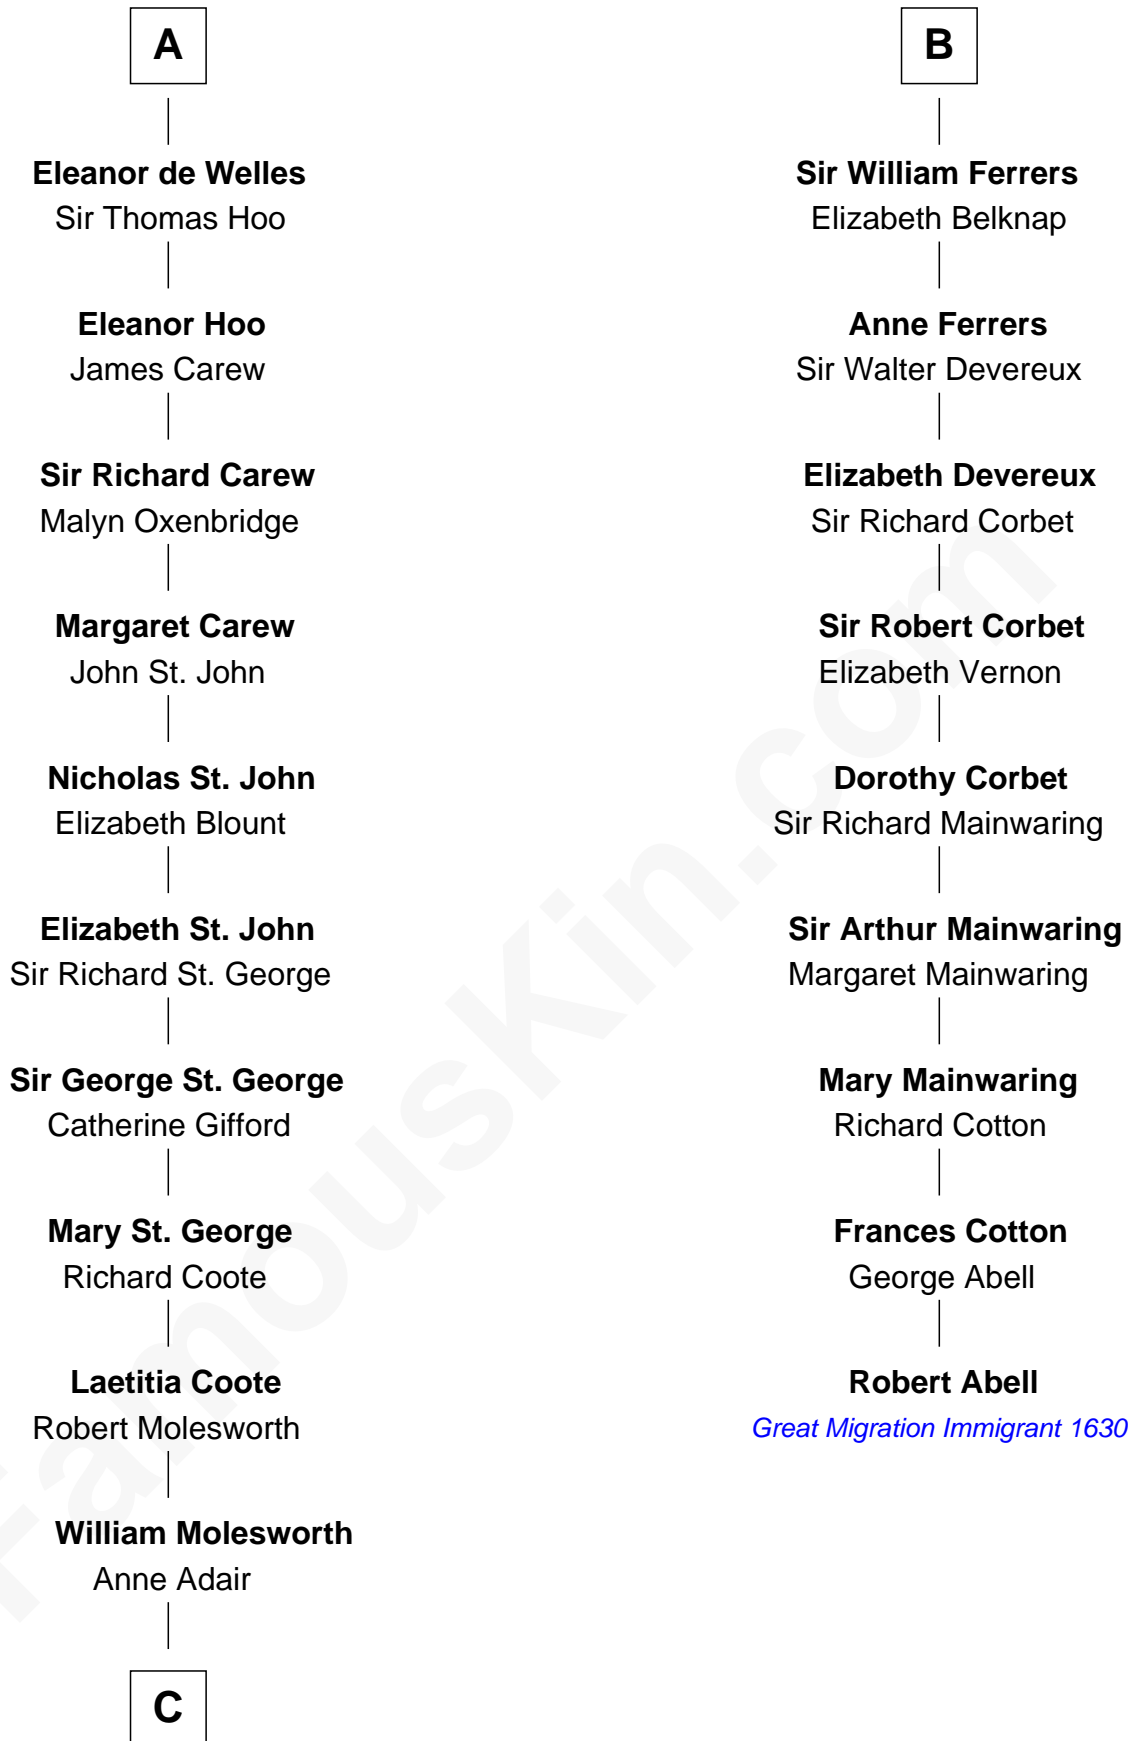 A
Eleanor de Welles
Sir Thomas Hoo
Eleanor Hoo
James Carew
Sir Richard Carew
Malyn Oxenbridge
Margaret Carew
John St. John
Nicholas St. John
Elizabeth Blount
Elizabeth St. John
Sir Richard St. George
Sir George St. George
Catherine Gifford
Mary St. George
Richard Coote
Laetitia Coote
Robert Molesworth
William Molesworth
Anne Adair
C
B
Sir William Ferrers
Elizabeth Belknap
Anne Ferrers
Sir Walter Devereux
Elizabeth Devereux
Sir Richard Corbet
Sir Robert Corbet
Elizabeth Vernon
Dorothy Corbet
Sir Richard Mainwaring
Sir Arthur Mainwaring
Margaret Mainwaring
Mary Mainwaring
Richard Cotton
Frances Cotton
George Abell
Robert Abell
Great Migration Immigrant 1630
FamousKin.com